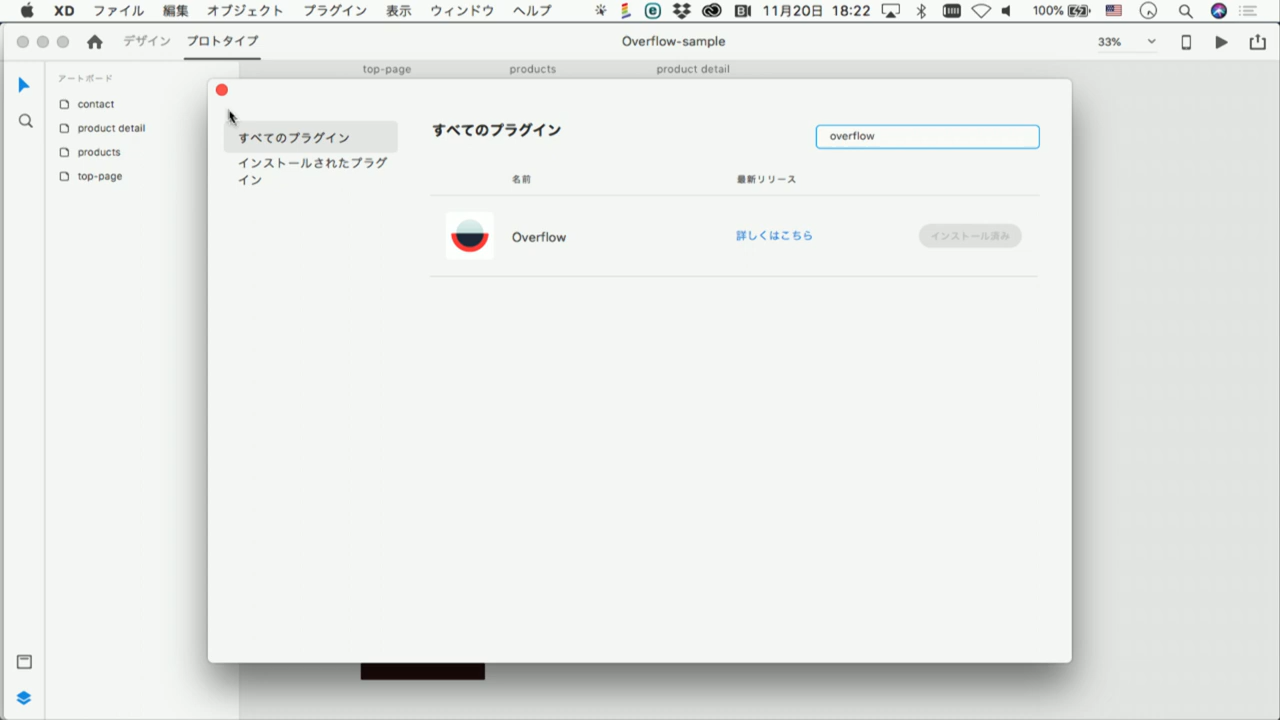 XD ファイル 編集 オブジェクト プラグイン 表示 ウィンドウ ヘルプ 11月20日 18:22 100%
デザイン プロトタイプ Overflow-sample 33%
アートボード
contact
product detail
products
top-page
top-page products product detail
すべてのプラグイン
インストールされたプラグ
イン
すべてのプラグイン
overflow
名前 最新リリース
Overflow 詳しくはこちら インストール済み